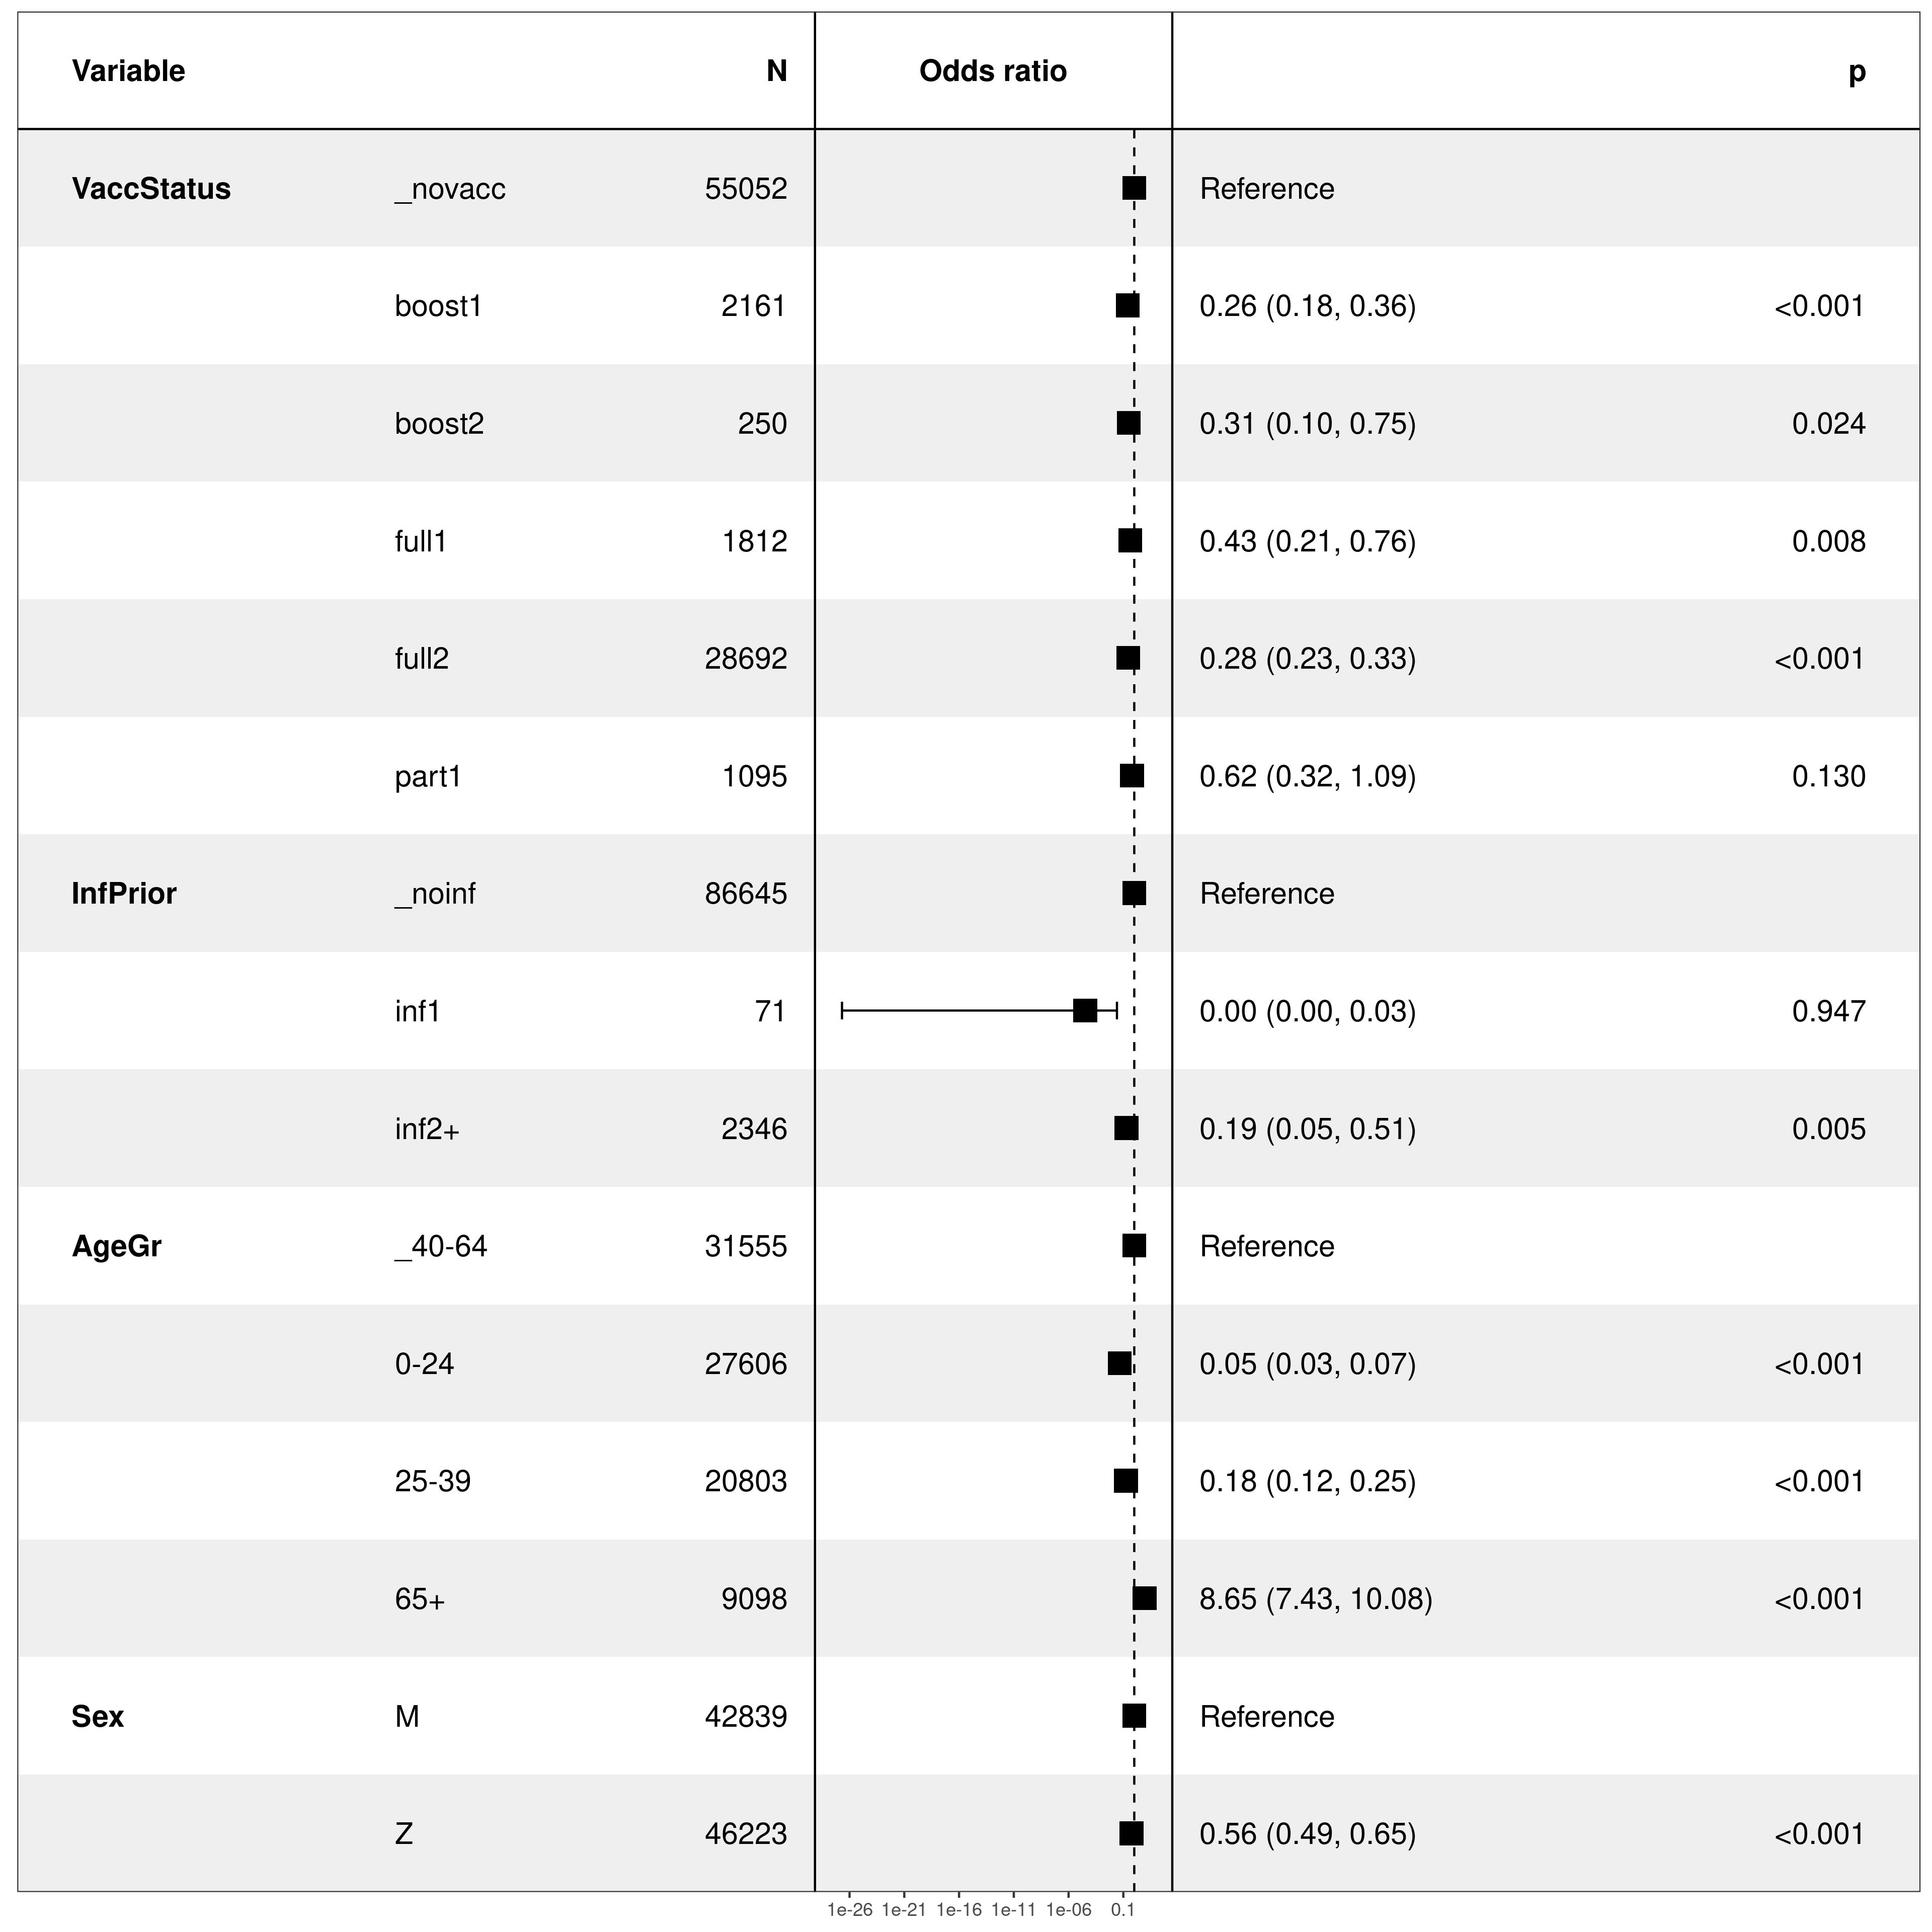 Variable N Odds ratio p
VaccStatus _novacc 55052 Reference
boost1 2161 0.26 (0.18, 0.36) <0.001
boost2 250 0.31 (0.10, 0.75) 0.024
full1 1812 0.43 (0.21, 0.76) 0.008
full2 28692 0.28 (0.23, 0.33) <0.001
part1 1095 0.62 (0.32, 1.09) 0.130
InfPrior _noinf 86645 Reference
inf1 71 0.00 (0.00, 0.03) 0.947
inf2+ 2346 0.19 (0.05, 0.51) 0.005
AgeGr _40-64 31555 Reference
0-24 27606 0.05 (0.03, 0.07) <0.001
25-39 20803 0.18 (0.12, 0.25) <0.001
65+ 9098 8.65 (7.43, 10.08) <0.001
Sex M 42839 Reference
Z 46223 0.56 (0.49, 0.65) <0.001
1e-26 1e-21 1e-16 1e-11 1e-06 0.1